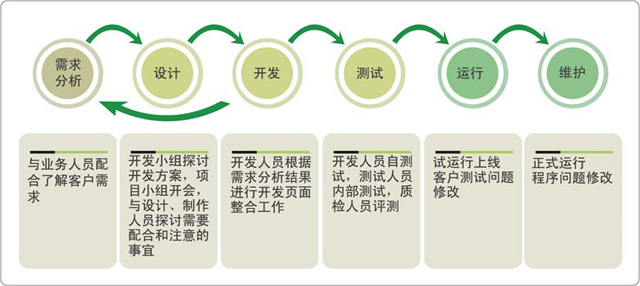 需求
分析
设计
开发
测试
运行
维护
与业务人员配
合了解客户需
求
开发小组探讨
开发方案，项
目小组开会，
与设计、制作
人员探讨需要
配合和注意的
事宜
开发人员根据
需求分析结果
进行开发页面
整合工作
开发人员自测
试，测试人员
内部测试，质
检人员评测
试运行上线
客户测试问题
修改
正式运行
程序问题修改